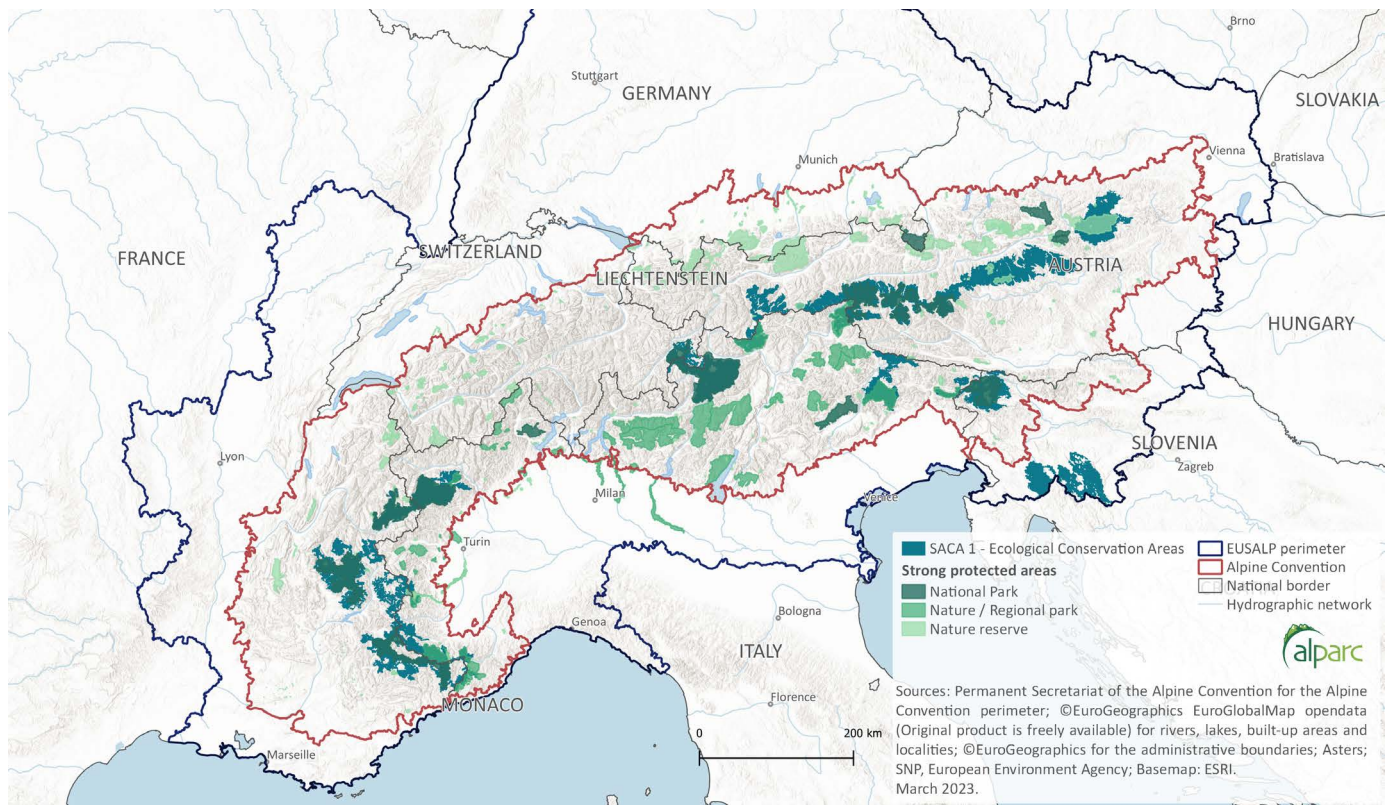 Brno
Stuttgart
GERMANY
SLOVAKIA
Munich
Vienna
Bratislava
FRANCE
SWITZERLAND
LIECHTENSTEIN
AUSTRIA
HUNGARY
Lyon
SLOVENIA
Zagreb
Milan
Venice
Turin
Genoa
Bologna
ITALY
MONACO
Florence
Marseille
SACA 1 - Ecological Conservation Areas
Strong protected areas
National Park
Nature / Regional park
Nature reserve
EUSALP perimeter
Alpine Convention
National border
Hydrographic network
alparc
0 200 km
Sources: Permanent Secretariat of the Alpine Convention for the Alpine
Convention perimeter; ©EuroGeographics EuroGlobalMap opendata
(Original product is freely available) for rivers, lakes, built-up areas and
localities; ©EuroGeographics for the administrative boundaries; Asters;
SNP, European Environment Agency; Basemap: ESRI.
March 2023.